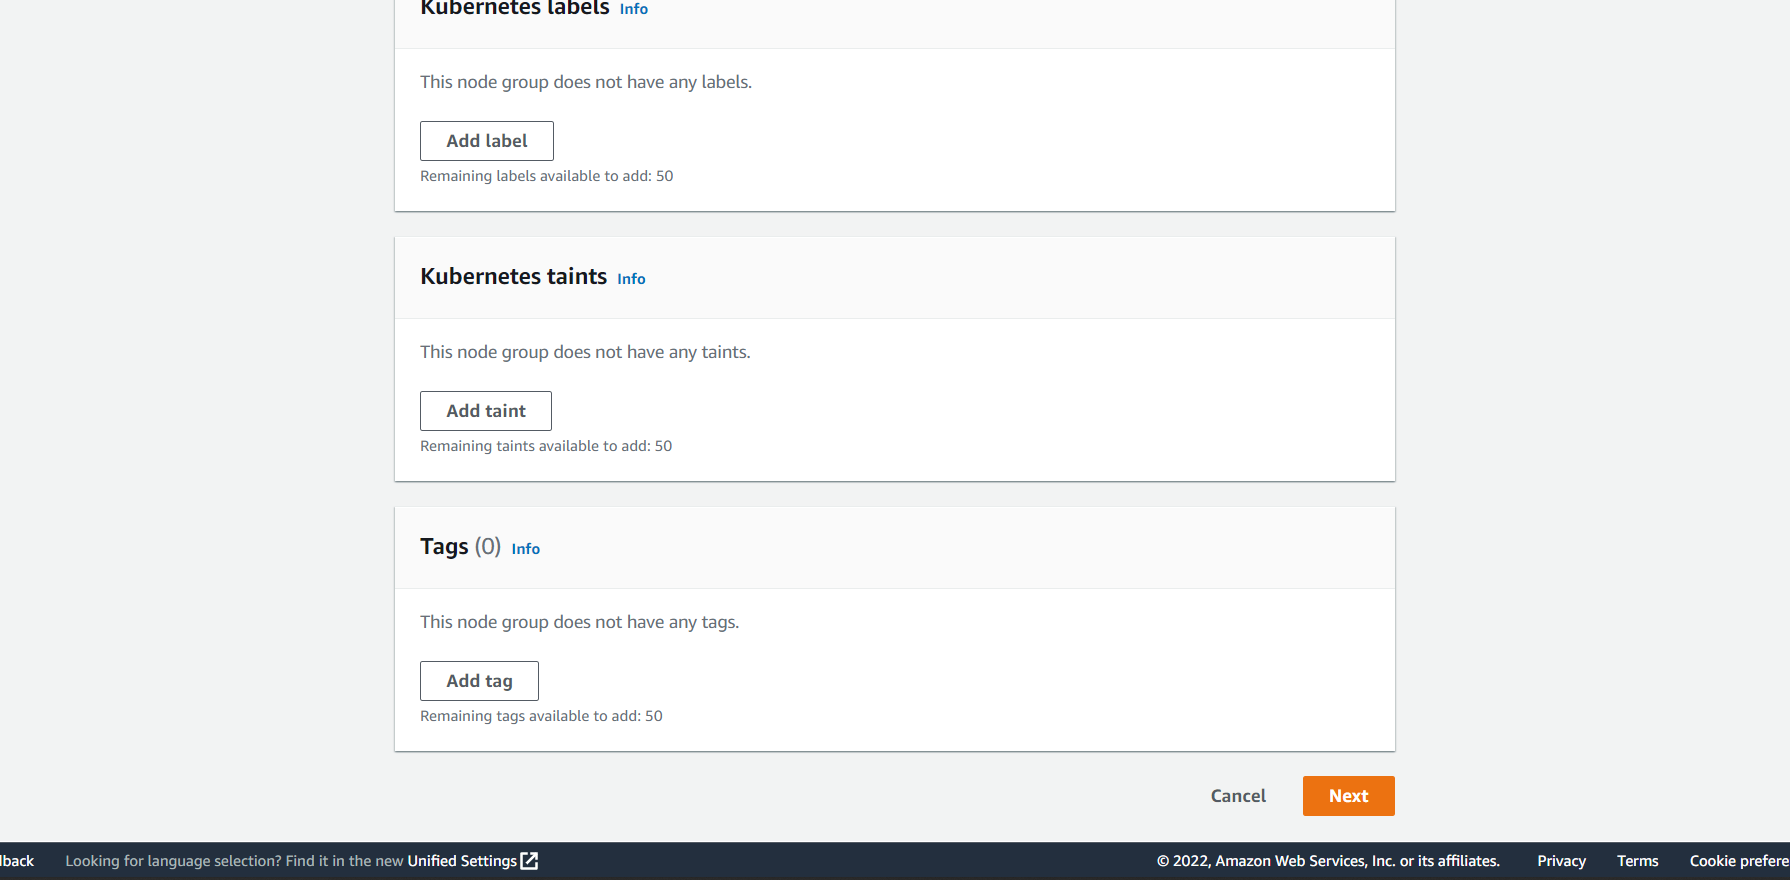 Kubernetes labels Info
This node group does not have any labels.
Add label
Remaining labels available to add: 50
Kubernetes taints Info
This node group does not have any taints.
Add taint
Remaining taints available to add: 50
Tags (0) Info
This node group does not have any tags.
Add tag
Remaining tags available to add: 50
Cancel Next
lback Looking for language selection? Find it in the new Unified Settings © 2022, Amazon Web Services, Inc. or its affiliates. Privacy Terms Cookie prefere